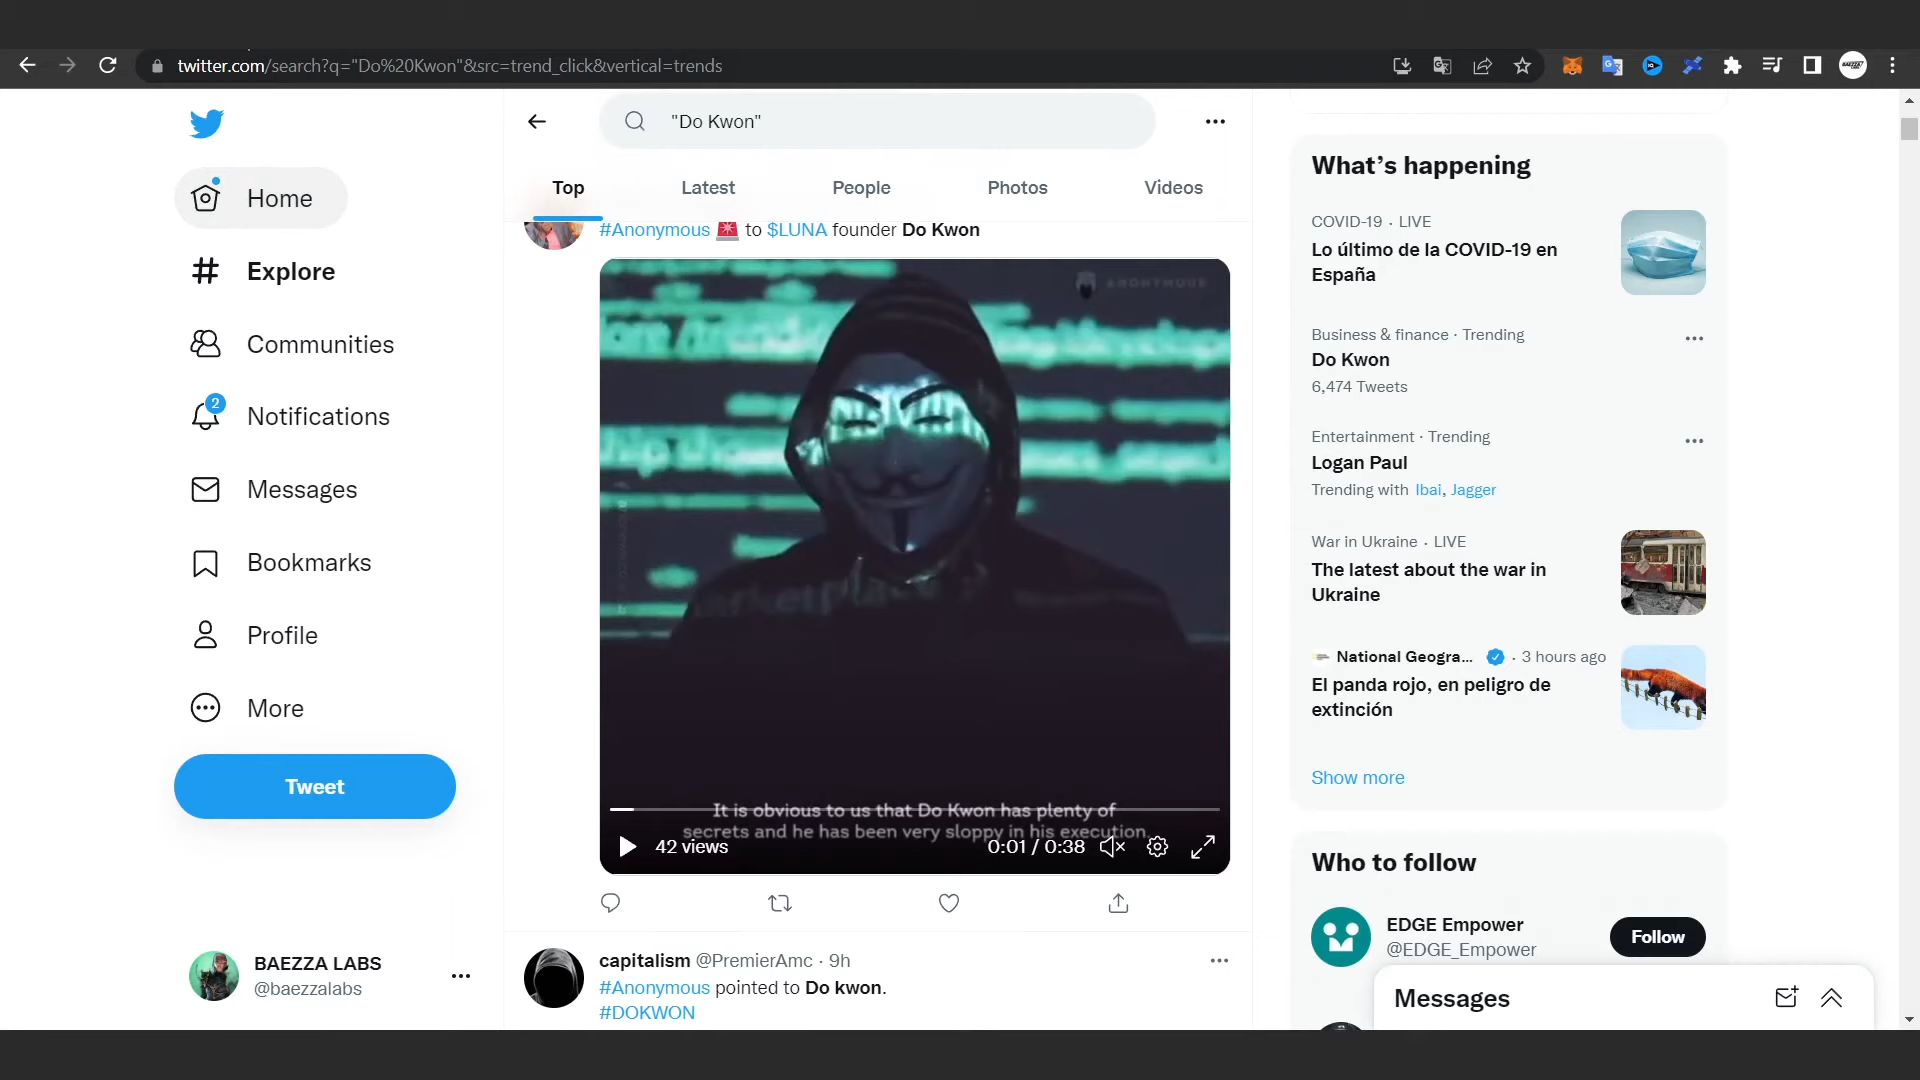 twitter.com/search?q="Do%20Kwon"&src=trend_click&vertical=trends
"Do Kwon"
Top
Latest
People
Photos
Videos
Home
Explore
Communities
2
Notifications
Messages
Bookmarks
Profile
More
Tweet
BAEZZA LABS
@baezzalabs
#Anonymous 🚨 to $LUNA founder Do Kwon
ANONYMOUS
It is obvious to us that Do Kwon has plenty of
secrets and he has been very sloppy in his execution.
42 views
0:01 / 0:38
capitalism @PremierAmc · 9h
#Anonymous pointed to Do kwon.
#DOKWON
What’s happening
COVID-19 · LIVE
Lo último de la COVID-19 en
España
Business & finance · Trending
Do Kwon
6,474 Tweets
Entertainment · Trending
Logan Paul
Trending with Ibai, Jagger
War in Ukraine · LIVE
The latest about the war in
Ukraine
National Geogra... · 3 hours ago
El panda rojo, en peligro de
extinción
Show more
Who to follow
EDGE Empower
@EDGE_Empower
Follow
Messages